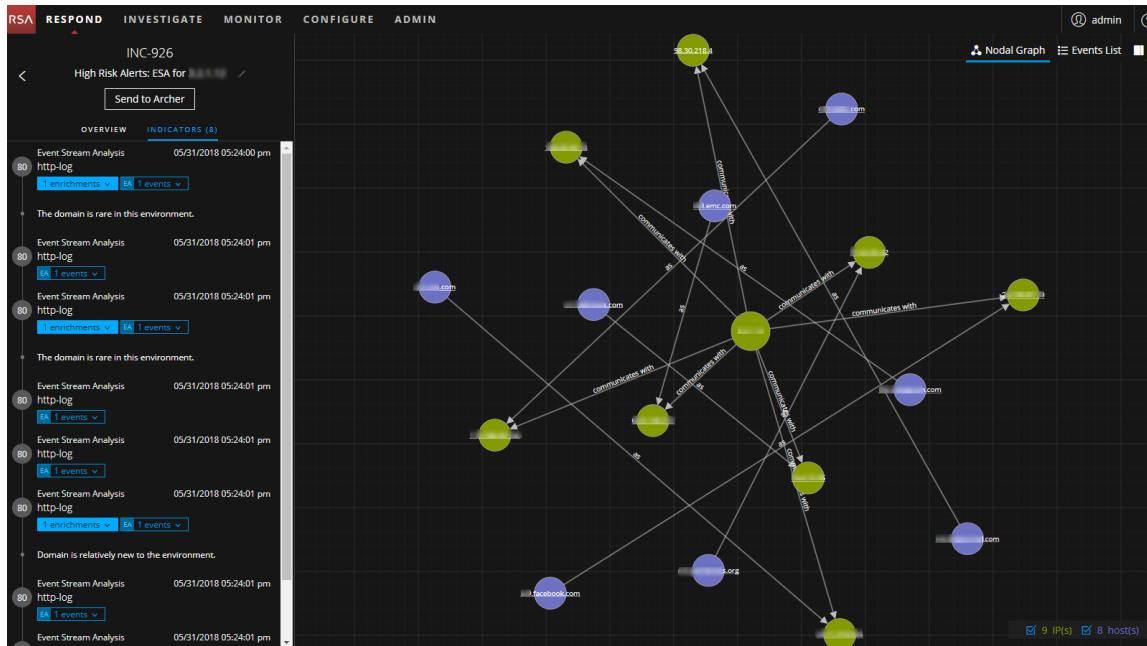 RSA RESPOND INVESTIGATE MONITOR CONFIGURE ADMIN admin
INC-926
High Risk Alerts: ESA for
Send to Archer
OVERVIEW INDICATORS (8)
Event Stream Analysis 05/31/2018 05:24:00 pm
80 http-log
1 enrichments EA 1 events
The domain is rare in this environment.
Event Stream Analysis 05/31/2018 05:24:01 pm
80 http-log
EA 1 events
Event Stream Analysis 05/31/2018 05:24:01 pm
80 http-log
1 enrichments EA 1 events
The domain is rare in this environment.
Event Stream Analysis 05/31/2018 05:24:01 pm
80 http-log
EA 1 events
Event Stream Analysis 05/31/2018 05:24:01 pm
80 http-log
EA 1 events
Event Stream Analysis 05/31/2018 05:24:01 pm
80 http-log
1 enrichments EA 1 events
Domain is relatively new to the environment.
Event Stream Analysis 05/31/2018 05:24:01 pm
80 http-log
EA 1 events
Event Stream Analysis 05/31/2018 05:24:01 pm
Nodal Graph Events List
98.30.218.4
.com
communicates with
.emc.com
communicates with
as
as
as
.com
.com
communicates with
as
communicates with
communicates with
communicates with
as
communicates with
.com
as
as
communicates with
.com
.org
.facebook.com
9 IP(s) 8 host(s)